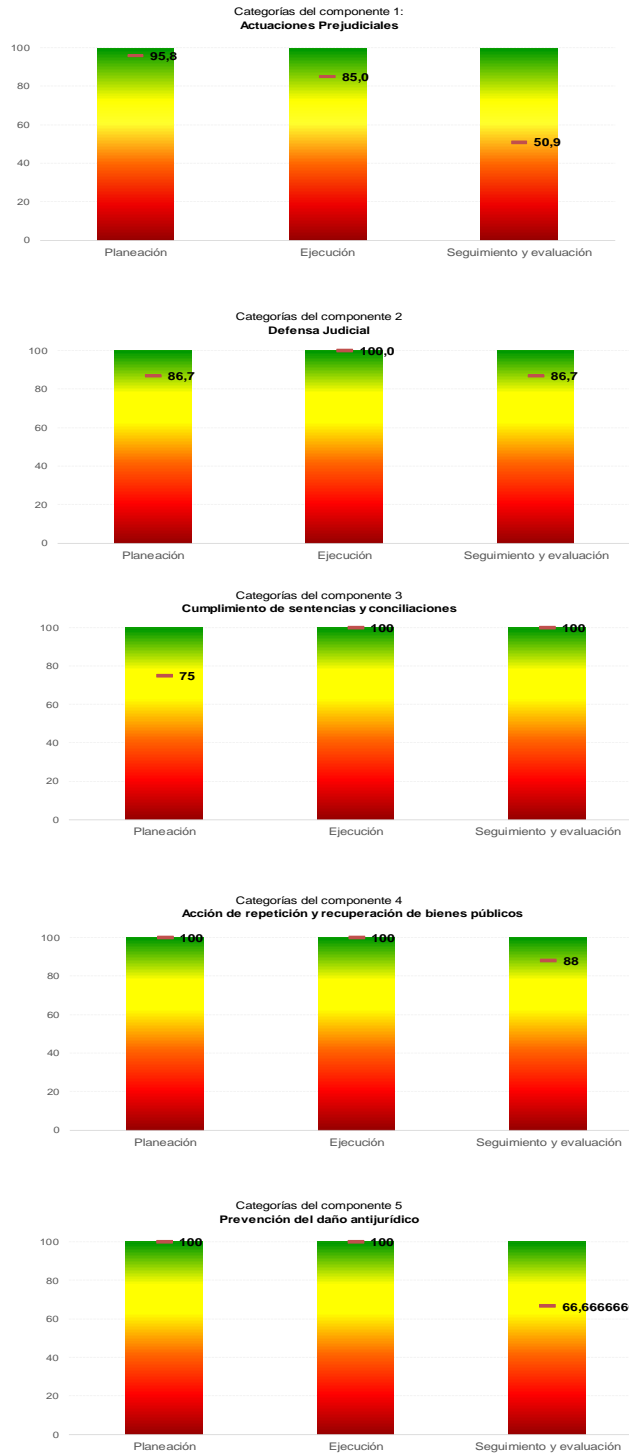 Categorías del componente 1:
Actuaciones Prejudiciales
100
80
60
40
20
0
95,8
85,0
50,9
Planeación
Ejecución
Seguimiento y evaluación
Categorías del componente 2
Defensa Judicial
100
80
60
40
20
0
86,7
100,0
86,7
Planeación
Ejecución
Seguimiento y evaluación
Categorías del componente 3
Cumplimiento de sentencias y conciliaciones
100
80
60
40
20
0
75
100
100
Planeación
Ejecución
Seguimiento y evaluación
Categorías del componente 4
Acción de repetición y recuperación de bienes públicos
100
80
60
40
20
0
100
100
88
Planeación
Ejecución
Seguimiento y evaluación
Categorías del componente 5
Prevención del daño antijurídico
100
80
60
40
20
0
100
100
66,6666666
Planeación
Ejecución
Seguimiento y evaluación